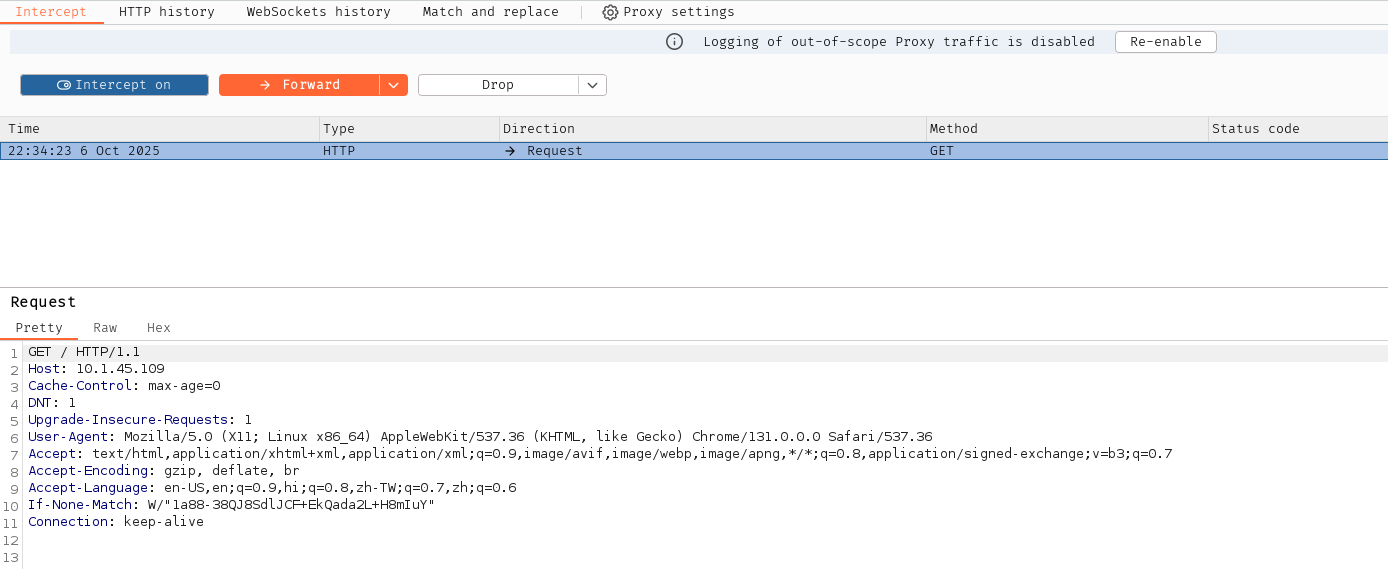 Intercept HTTP history WebSockets history Match and replace Proxy settings
Logging of out-of-scope Proxy traffic is disabled Re-enable
Intercept on Forward Drop
Time Type Direction Method Status code
22:34:23 6 Oct 2025 HTTP → Request GET
Request
Pretty Raw Hex
1 GET / HTTP/1.1
2 Host: 10.1.45.109
3 Cache-Control: max-age=0
4 DNT: 1
5 Upgrade-Insecure-Requests: 1
6 User-Agent: Mozilla/5.0 (X11; Linux x86_64) AppleWebKit/537.36 (KHTML, like Gecko) Chrome/131.0.0.0 Safari/537.36
7 Accept: text/html,application/xhtml+xml,application/xml;q=0.9,image/avif,image/webp,image/apng,*/*;q=0.8,application/signed-exchange;v=b3;q=0.7
8 Accept-Encoding: gzip, deflate, br
9 Accept-Language: en-US,en;q=0.9,hi;q=0.8,zh-TW;q=0.7,zh;q=0.6
10 If-None-Match: W/"1a88-38QJ8SdlJCF+EkQada2L+H8mIuY"
11 Connection: keep-alive
12
13